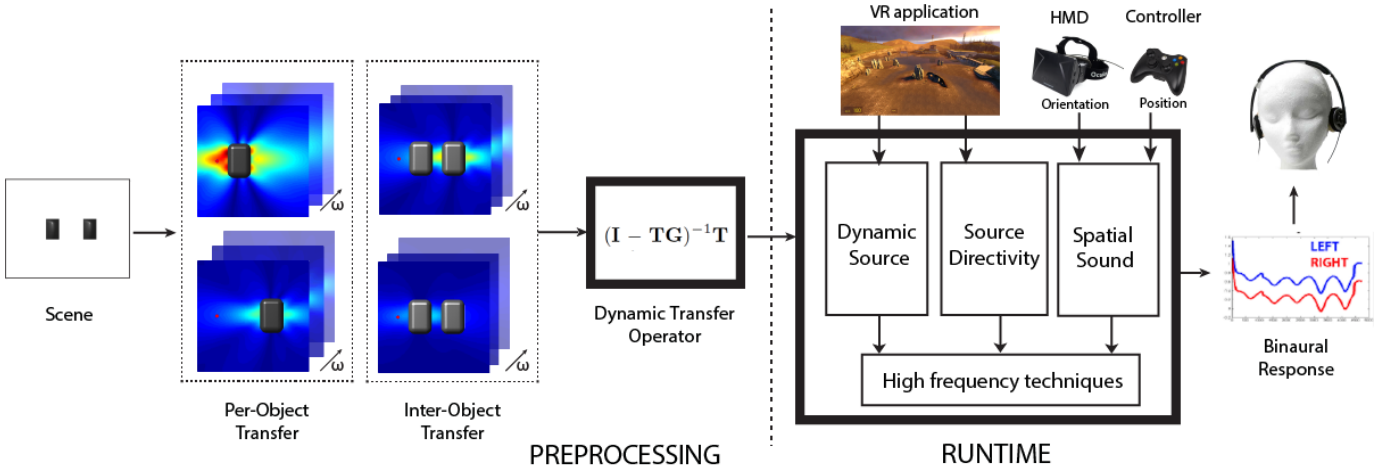 Scene
ω
ω
Per-Object
Transfer
ω
ω
Inter-Object
Transfer
(I − TG)⁻¹T
Dynamic Transfer
Operator
PREPROCESSING
VR application
HMD
Controller
Orientation
Position
Dynamic
Source
Source
Directivity
Spatial
Sound
High frequency techniques
RUNTIME
LEFT
RIGHT
Binaural
Response